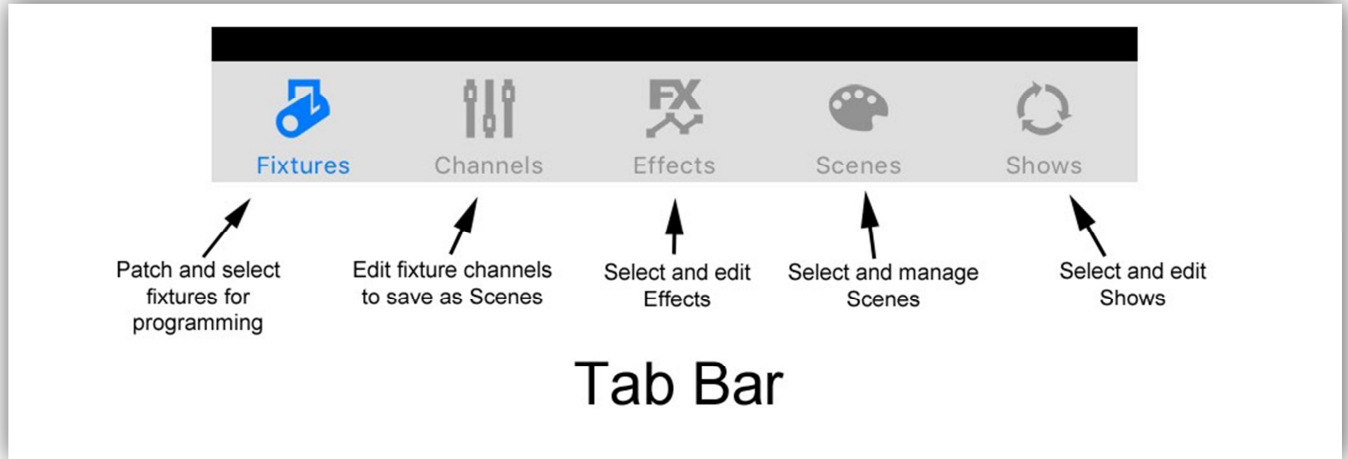 FX
Fixtures Channels Effects Scenes Shows
Patch and select
fixtures for
programming
Edit fixture channels
to save as Scenes
Select and edit
Effects
Select and manage
Scenes
Select and edit
Shows
Tab Bar